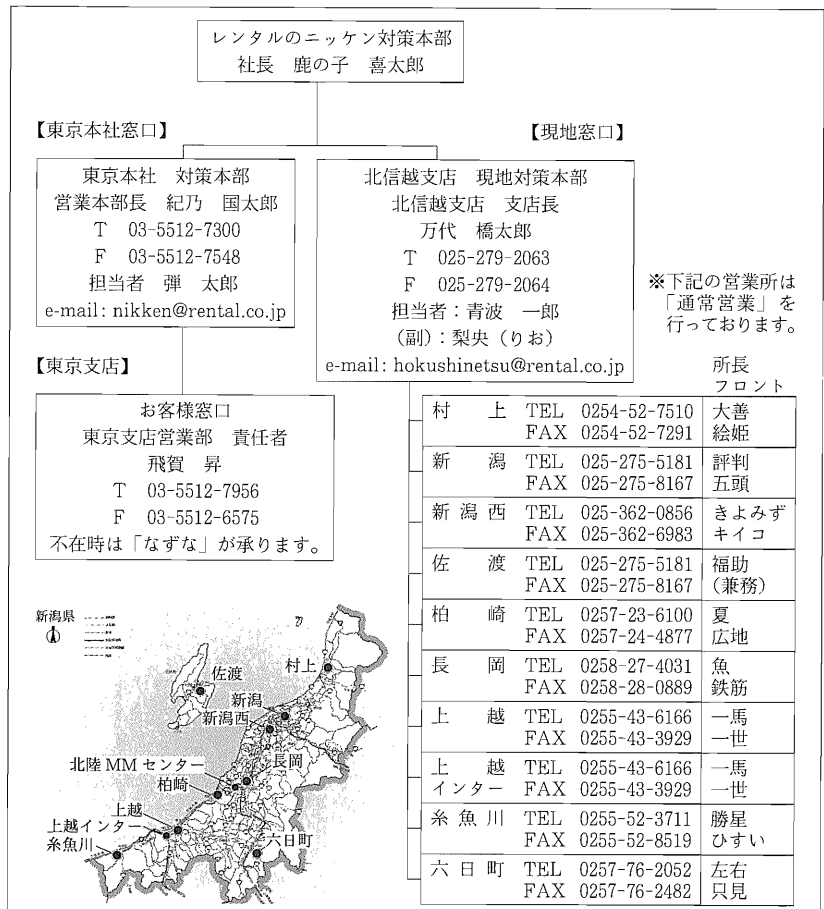 レンタルのニッケン対策本部
社長 鹿の子 喜太郎
【東京本社窓口】
東京本社 対策本部
営業本部長 紀乃 国太郎
T 03-5512-7300
F 03-5512-7548
担当者 弾 太郎
e-mail: nikken@rental.co.jp
【現地窓口】
北信越支店 現地対策本部
北信越支店 支店長
万代 橋太郎
T 025-279-2063
F 025-279-2064
担当者：青波 一郎
（副）：梨央（りお）
e-mail: hokushinetsu@rental.co.jp
※下記の営業所は
「通常営業」を
行っております。
【東京支店】
お客様窓口
東京支店営業部 責任者
飛賀 昇
T 03-5512-7956
F 03-5512-6575
不在時は「なずな」が承ります。
所長
フロント
村上 TEL 0254-52-7510 大善
FAX 0254-52-7291 絵姫
新潟 TEL 025-275-5181 評判
FAX 025-275-8167 五頭
新潟西 TEL 025-362-0856 きよみず
FAX 025-362-6983 キイコ
佐渡 TEL 025-275-5181 福助
FAX 025-275-8167 （兼務）
柏崎 TEL 0257-23-6100 夏
FAX 0257-24-4877 広地
長岡 TEL 0258-27-4031 魚
FAX 0258-28-0889 鉄筋
上越 TEL 0255-43-6166 一馬
FAX 0255-43-3929 一世
上越 TEL 0255-43-6166 一馬
インター FAX 0255-43-3929 一世
糸魚川 TEL 0255-52-3711 勝星
FAX 0255-52-8519 ひすい
六日町 TEL 0257-76-2052 左右
FAX 0257-76-2482 只見
新潟県
村上
佐渡
新潟
新潟西
北陸MMセンター
長岡
柏崎
上越
上越インター
糸魚川
六日町